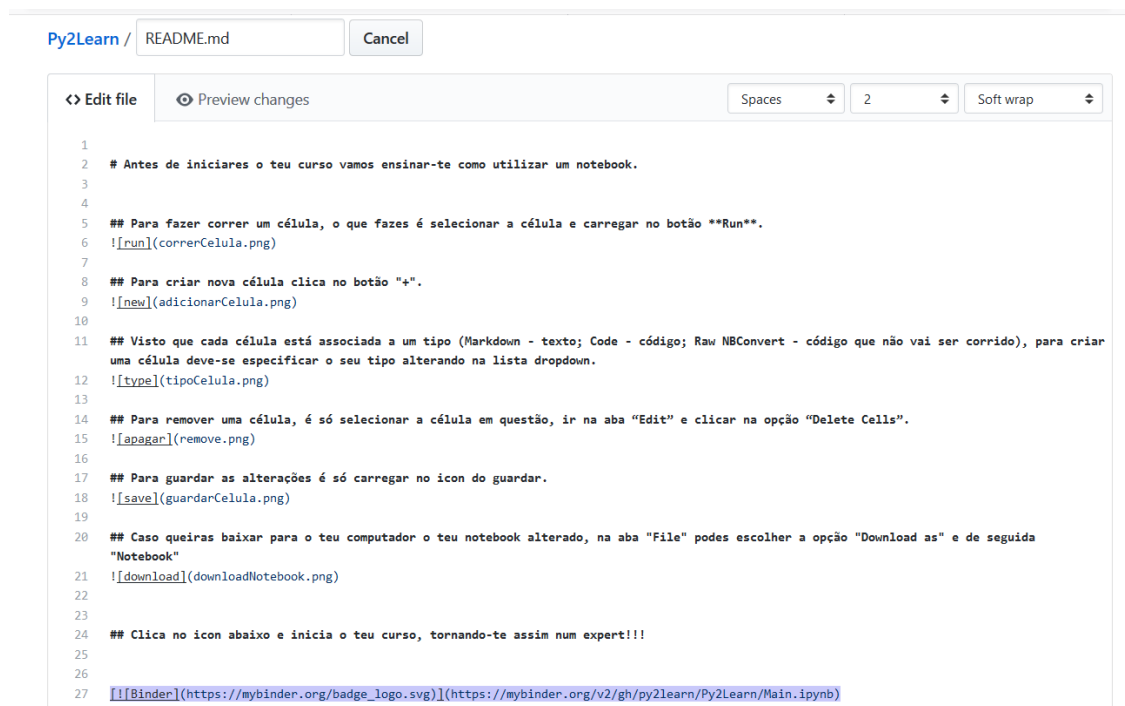 Py2Learn / README.md Cancel
Edit file Preview changes Spaces 2 Soft wrap
1
2 # Antes de iniciares o teu curso vamos ensinar-te como utilizar um notebook.
3
4
5 ## Para fazer correr um célula, o que fazes é selecionar a célula e carregar no botão **Run**.
6 ![run](correrCelula.png)
7
8 ## Para criar nova célula clica no botão "+".
9 ![new](adicionarCelula.png)
10
11 ## Visto que cada célula está associada a um tipo (Markdown - texto; Code - código; Raw NBConvert - código que não vai ser corrido), para criar
uma célula deve-se especificar o seu tipo alterando na lista dropdown.
12 ![type](tipoCelula.png)
13
14 ## Para remover uma célula, é só selecionar a célula em questão, ir na aba “Edit” e clicar na opção “Delete Cells”.
15 ![apagar](remove.png)
16
17 ## Para guardar as alterações é só carregar no icon do guardar.
18 ![save](guardarCelula.png)
19
20 ## Caso queiras baixar para o teu computador o teu notebook alterado, na aba "File" podes escolher a opção "Download as" e de seguida
"Notebook"
21 ![download](downloadNotebook.png)
22
23
24 ## Clica no icon abaixo e inicia o teu curso, tornando-te assim num expert!!!
25
26
27 [![Binder](https://mybinder.org/badge_logo.svg)](https://mybinder.org/v2/gh/py2learn/Py2Learn/Main.ipynb)